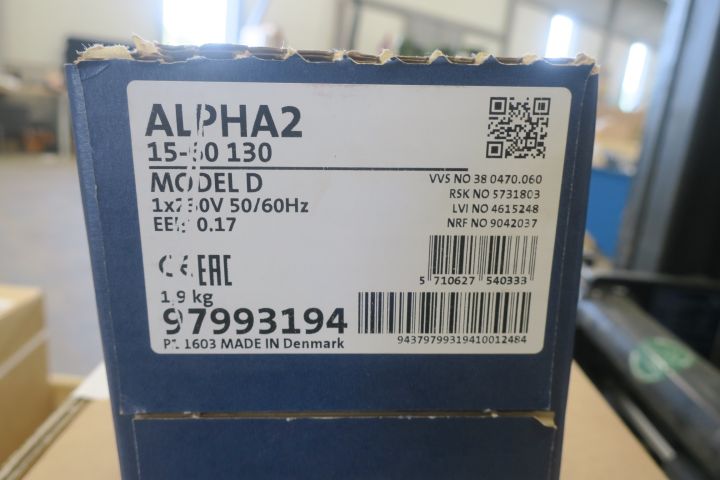 ALPHA2
15-60 130
MODEL D
1x230V 50/60Hz
EEI: 0.17
CE EAC
1,9 kg
97993194
P1 1603 MADE IN Denmark
VVS NO 38 0470.060
RSK NO 5731803
LVI NO 4615248
NRF NO 9042037
5 710627 540333
94379799319410012484